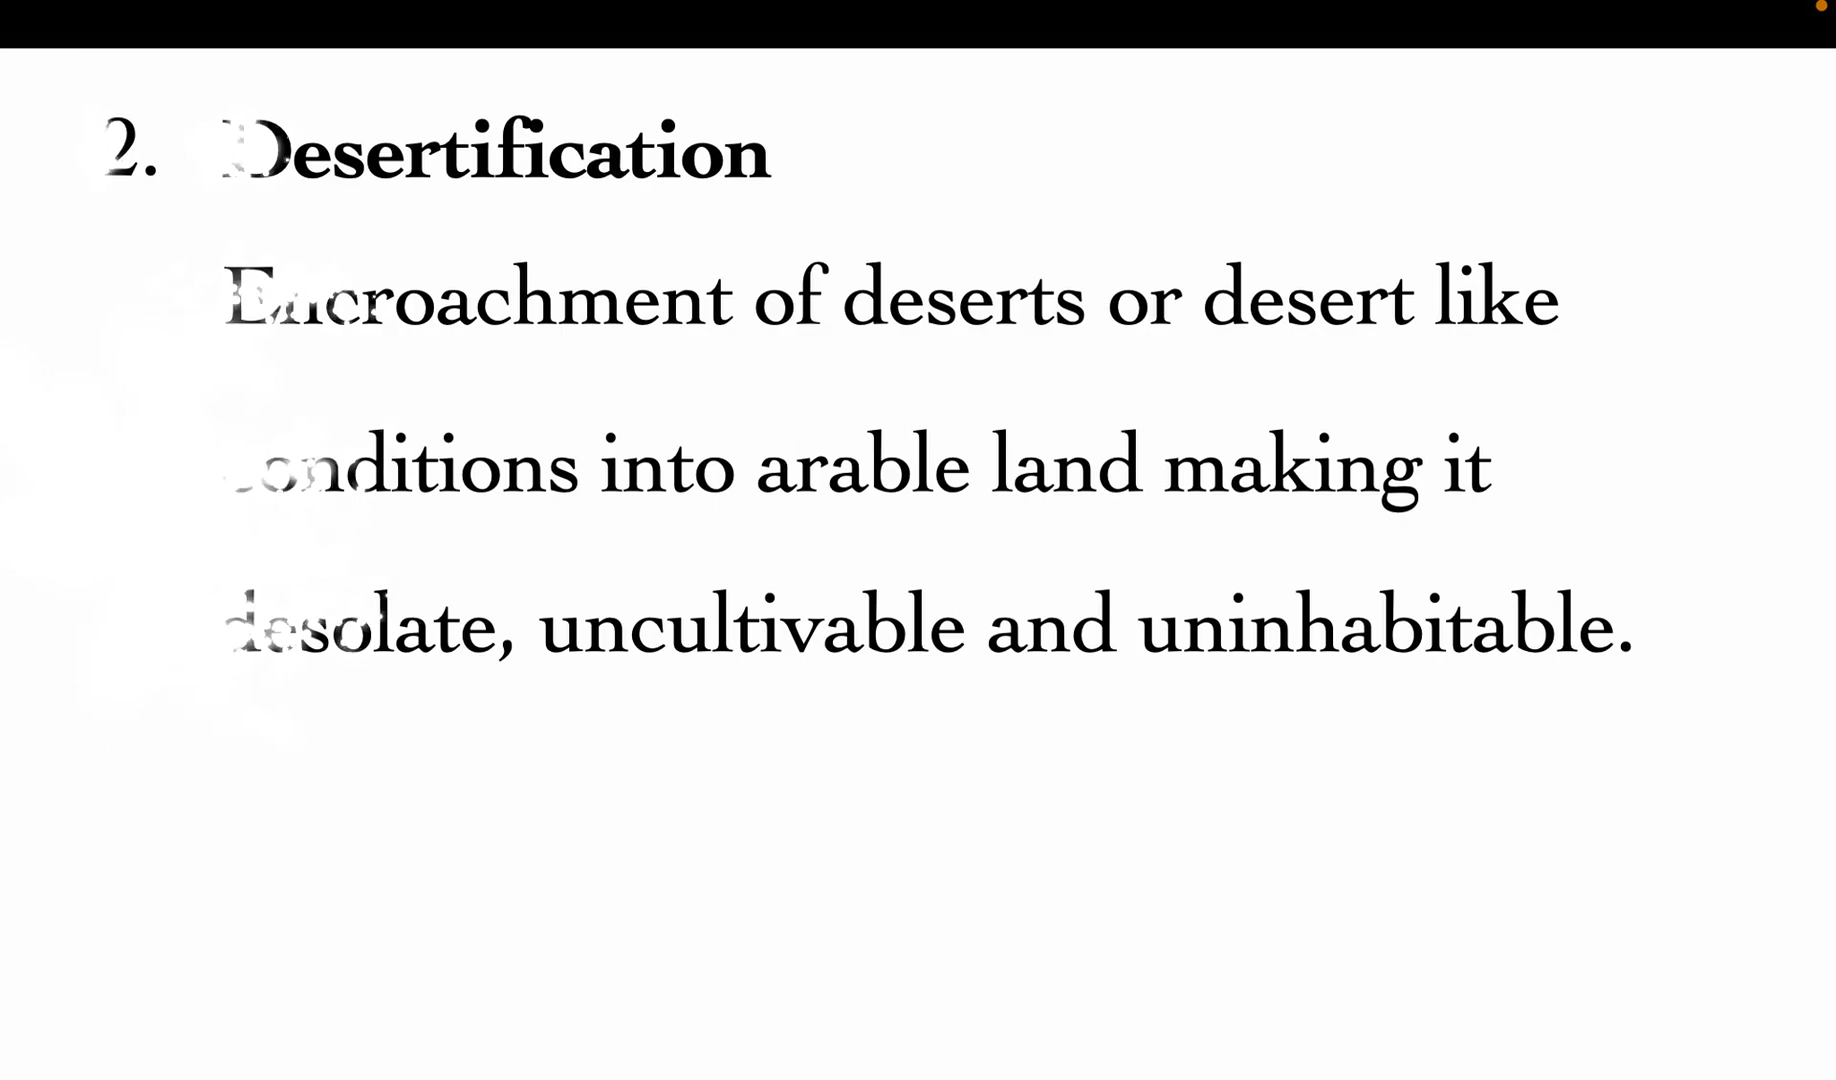 2. Desertification
Encroachment of deserts or desert like
conditions into arable land making it
desolate, uncultivable and uninhabitable.